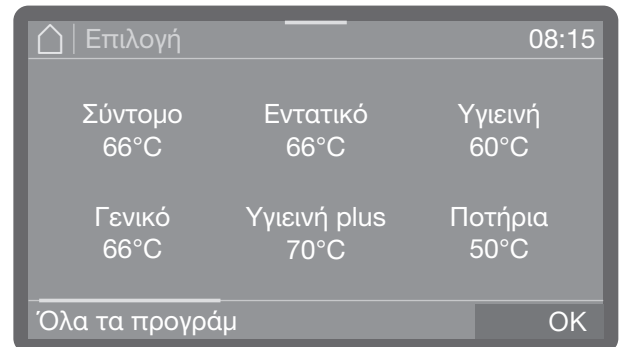 Επιλογή 08:15
Σύντομο Εντατικό Υγιεινή
66°C 66°C 60°C
Γενικό Υγιεινή plus Ποτήρια
66°C 70°C 50°C
Όλα τα προγράμ OK